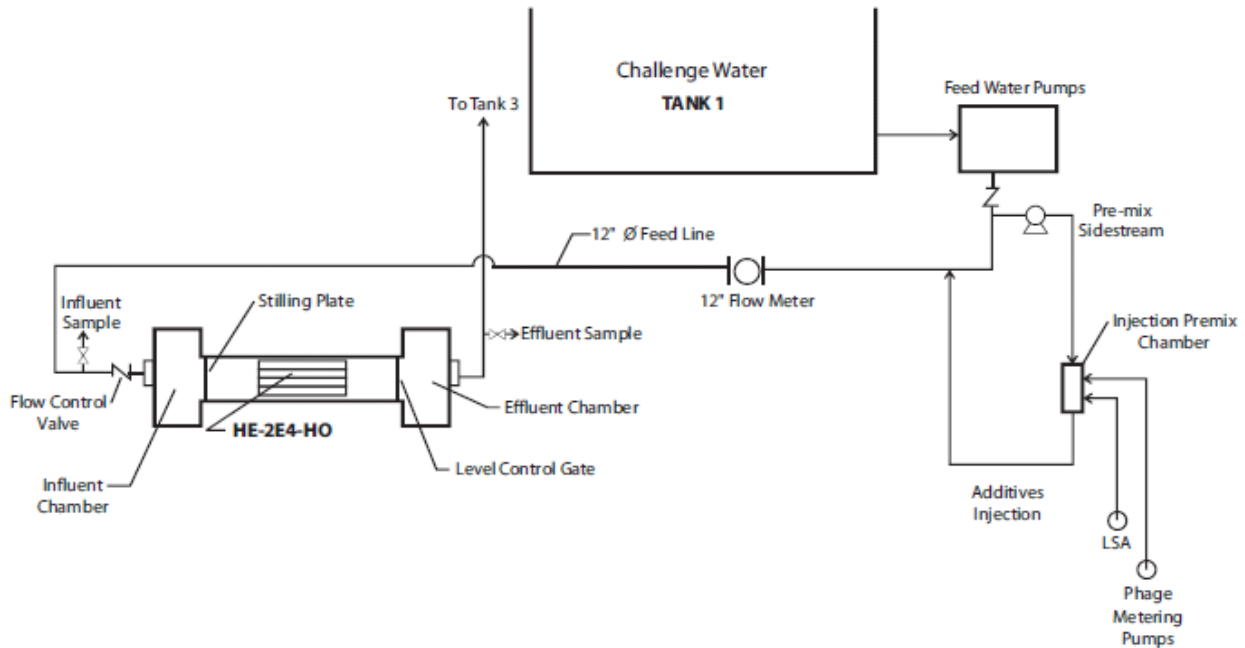 Challenge Water
TANK 1
Feed Water Pumps
To Tank 3
Pre-mix
Sidestream
12" Ø Feed Line
12" Flow Meter
Influent
Sample
Stilling Plate
Effluent Sample
Injection Premix
Chamber
Flow Control
Valve
HE-2E4-HO
Effluent Chamber
Level Control Gate
Influent
Chamber
Additives
Injection
LSA
Phage
Metering
Pumps